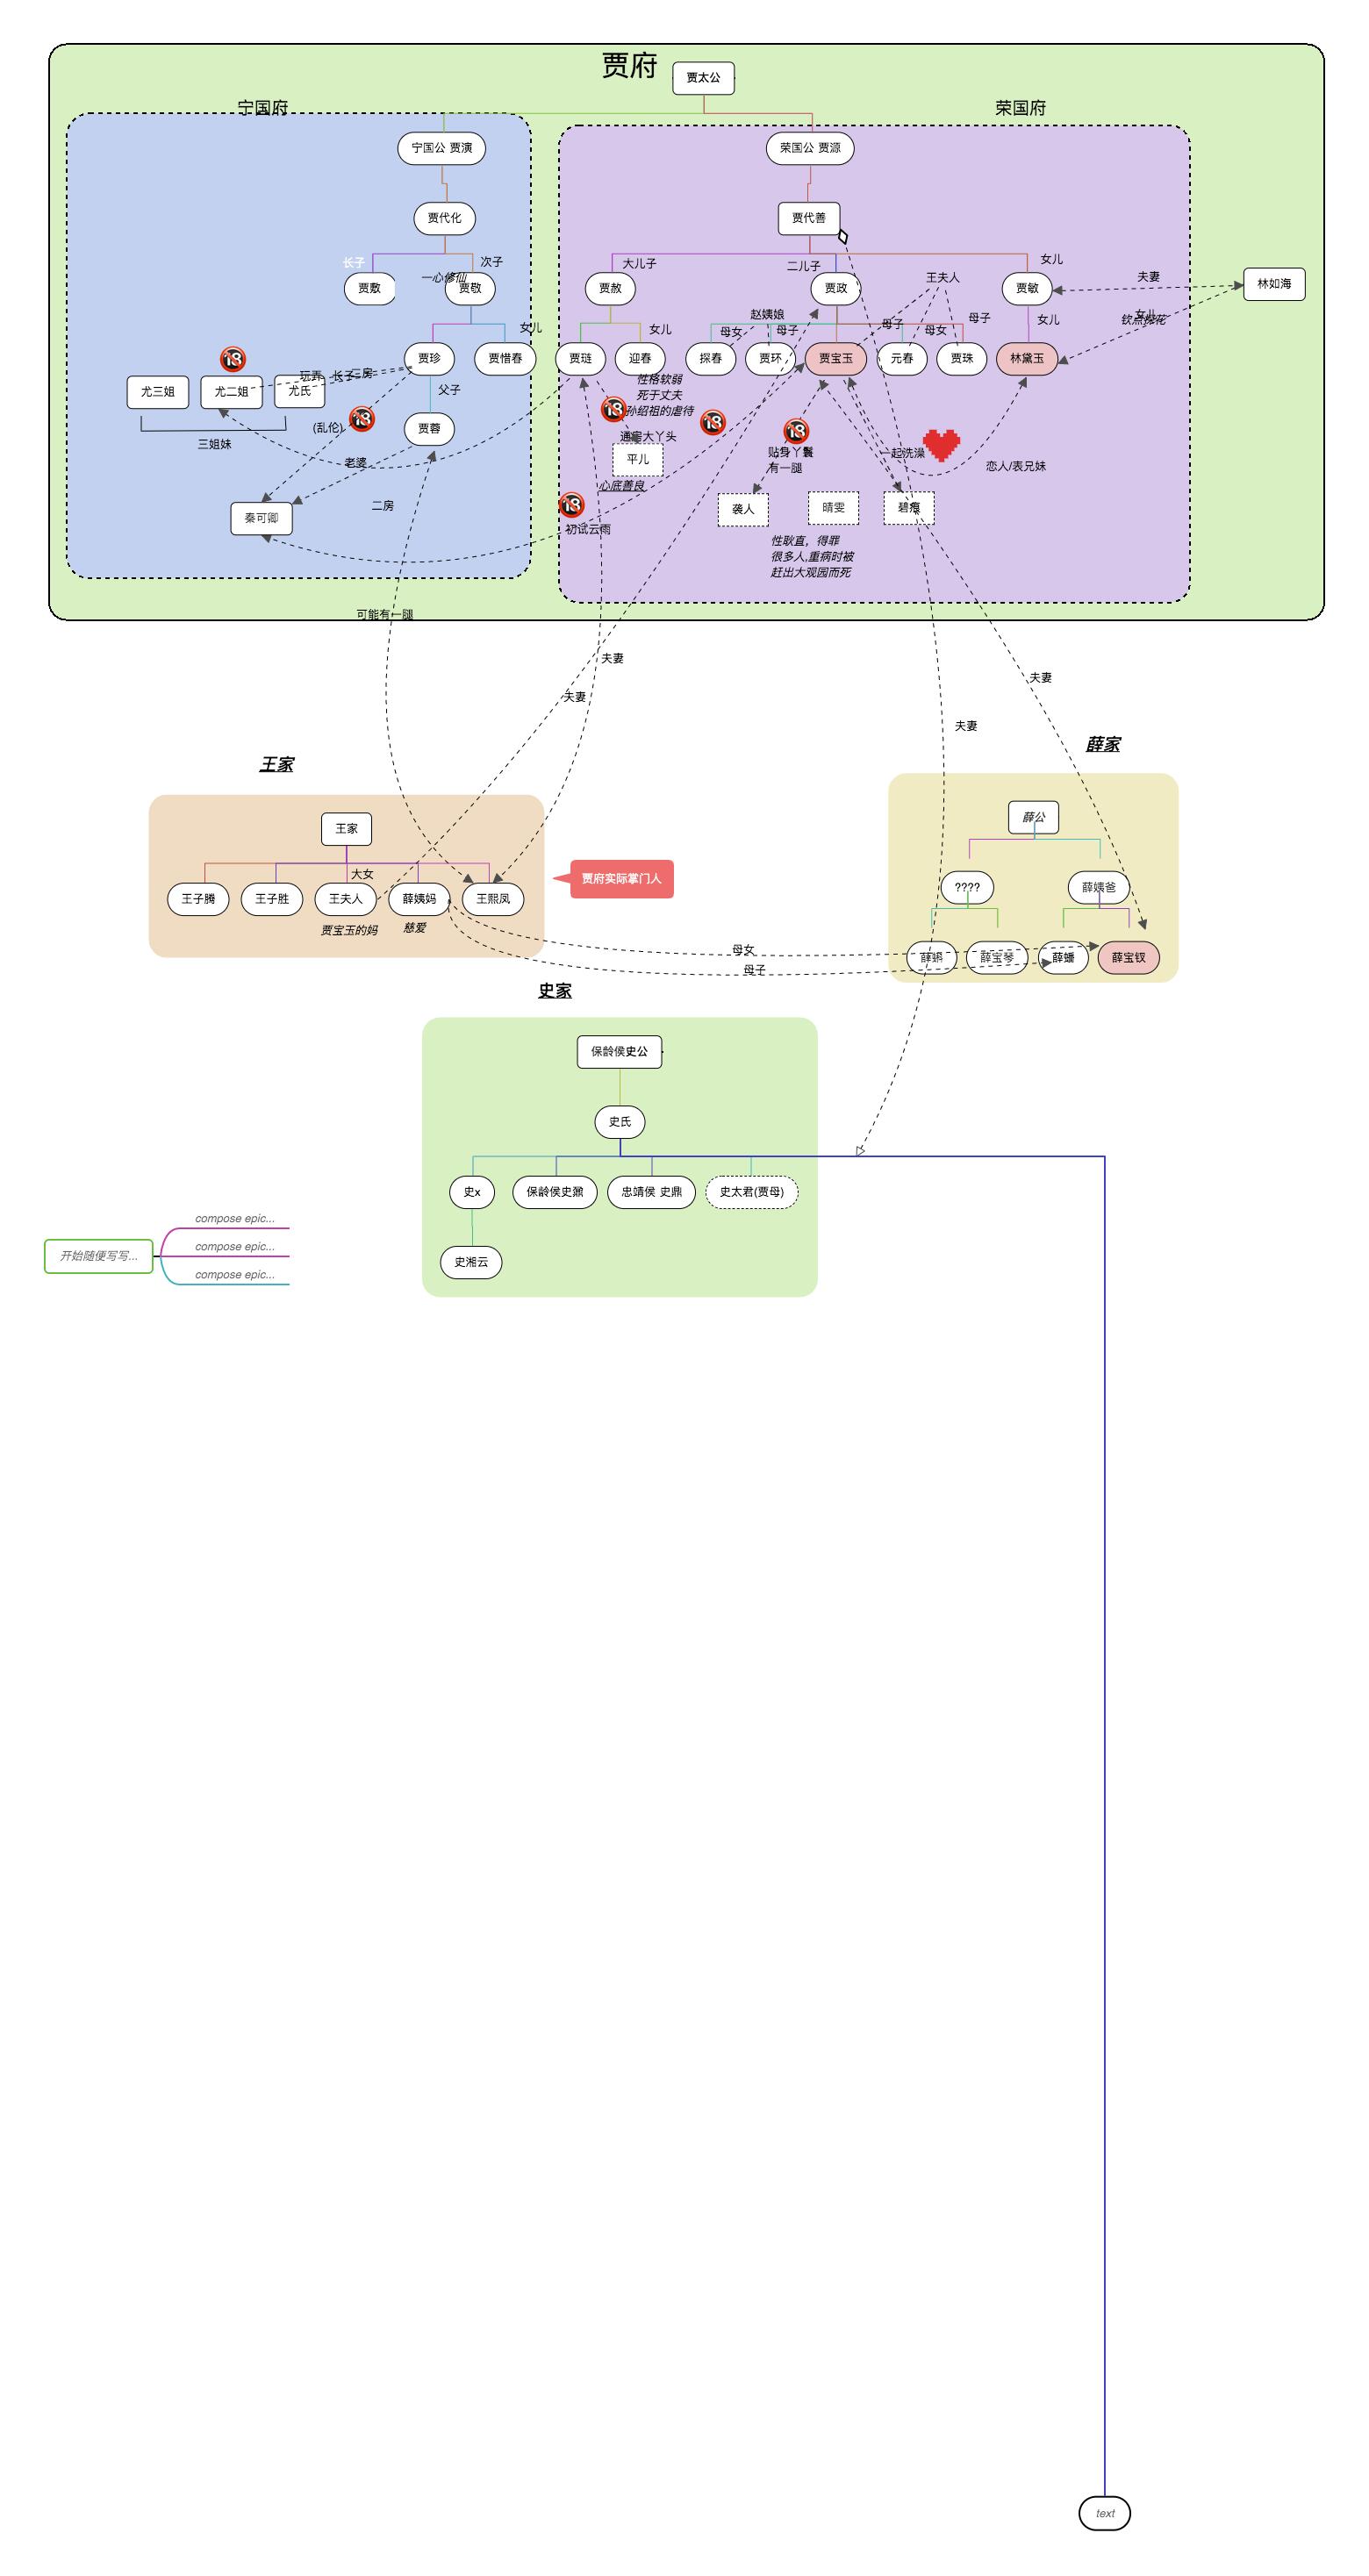 贾府
贾太公
宁国府
荣国府
宁国公 贾演
荣国公 贾源
贾代化
贾代善
长子
次子
大儿子
二儿子
女儿
一心修仙
贾敷
贾敬
贾赦
贾政
王夫人
贾敏
夫妻
林如海
女儿
女儿
赵姨娘
母女
母子
母子
母女
母子
女儿
女儿
钦点探花
贾珍
贾惜春
贾琏
迎春
探春
贾环
贾宝玉
元春
贾珠
林黛玉
玩弄
长子
二房
尤三姐
尤二姐
尤氏
父子
性格软弱
死于丈夫
孙绍祖的虐待
(乱伦)
贾蓉
三姐妹
通房大丫头
平儿
心底善良
贴身丫鬟
有一腿
一起洗澡
恋人/表兄妹
老婆
二房
秦可卿
初试云雨
袭人
晴雯
碧痕
性耿直，得罪
很多人,重病时被
赶出大观园而死
可能有一腿
夫妻
夫妻
夫妻
夫妻
王家
薛家
王家
大女
王子腾
王子胜
王夫人
薛姨妈
王熙凤
贾宝玉的妈
慈爱
贾府实际掌门人
薛公
????
薛姨爸
薛蝌
薛宝琴
薛蟠
薛宝钗
母女
母子
史家
保龄侯史公
史氏
史x
保龄侯史鼐
忠靖侯 史鼎
史太君(贾母)
史湘云
开始随便写写...
compose epic...
compose epic...
compose epic...
text